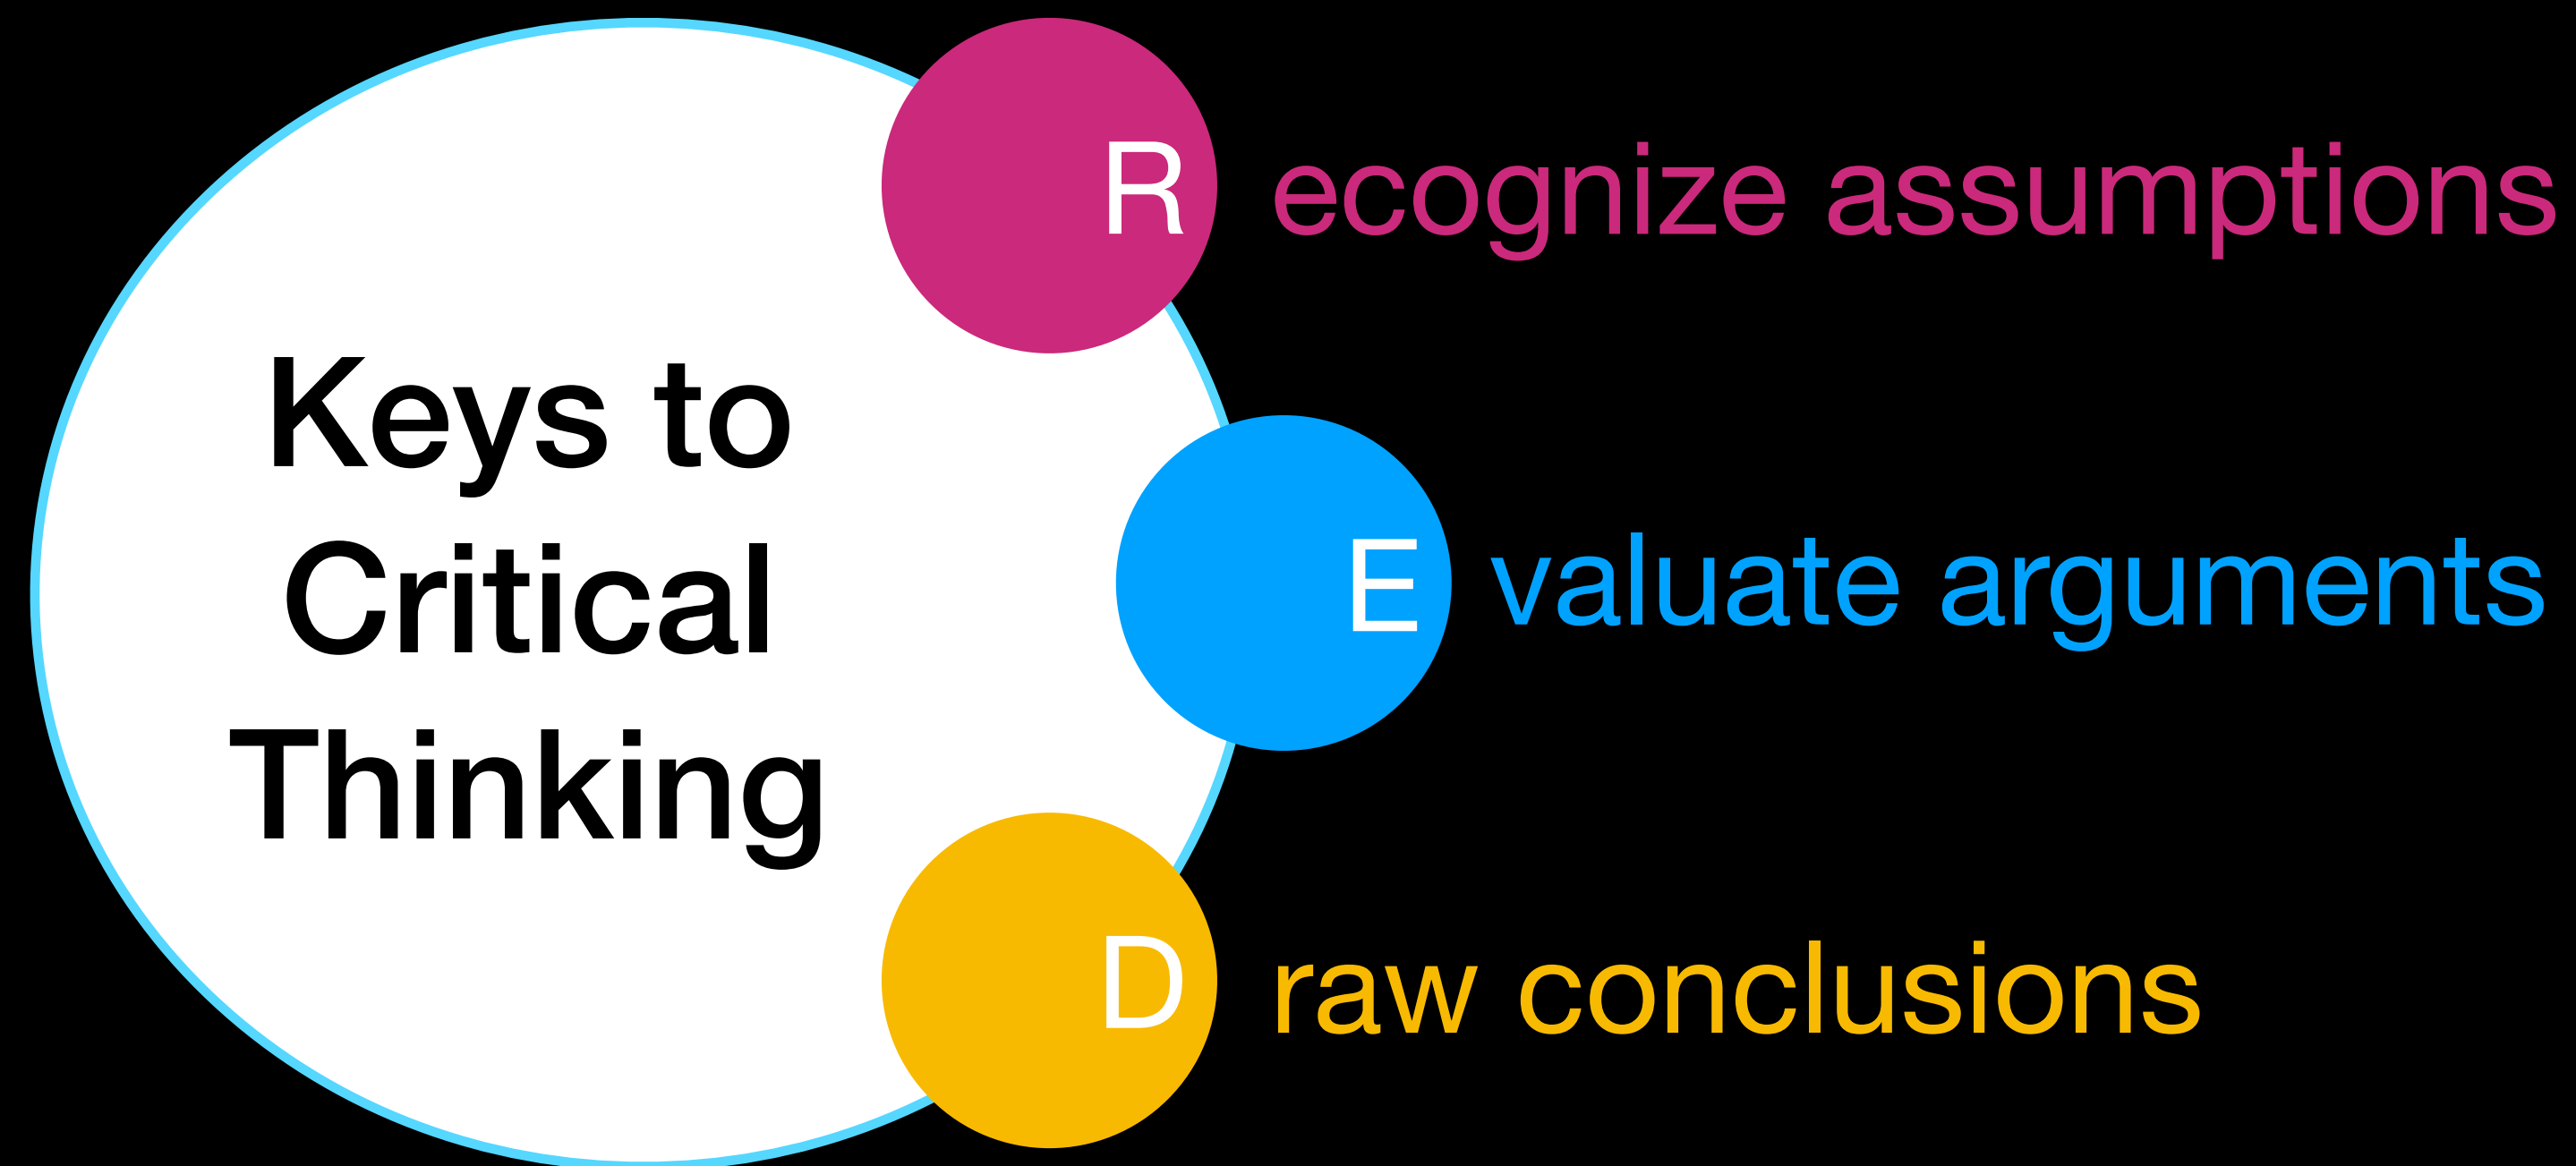 Keys to
Critical
Thinking
R ecognize assumptions
E valuate arguments
D raw conclusions